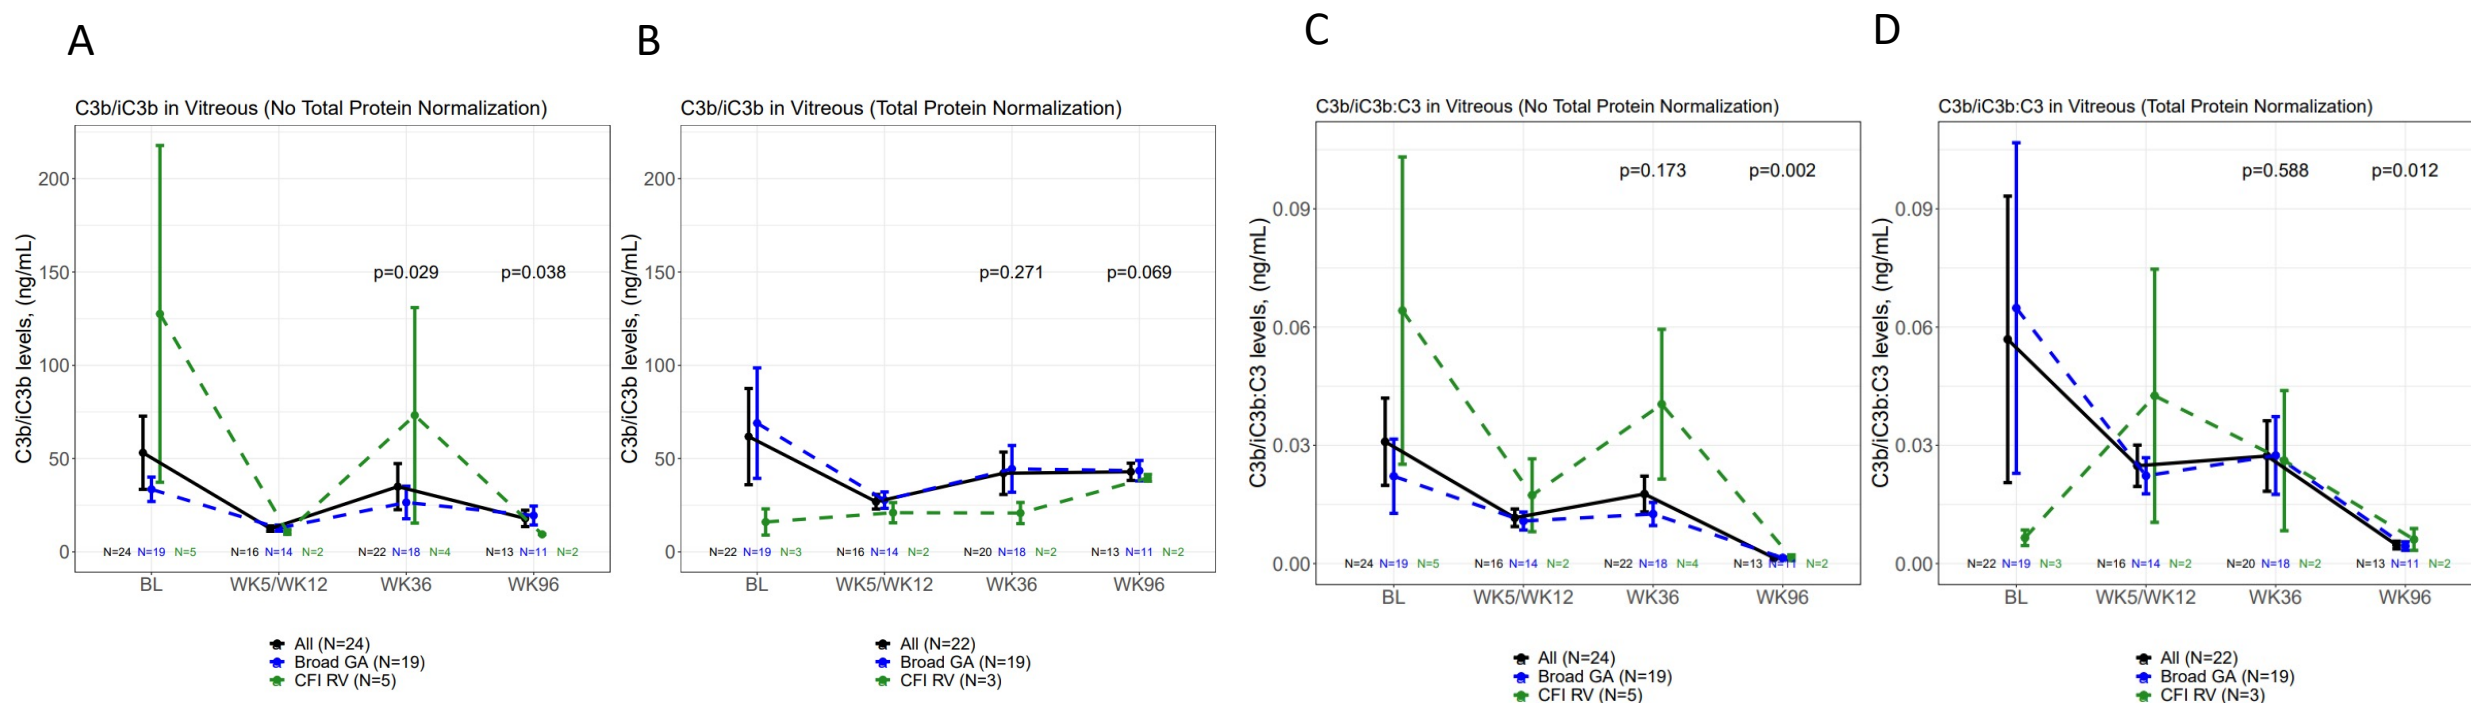 A
C3b/iC3b in Vitreous (No Total Protein Normalization)
C3b/iC3b levels, (ng/mL)
200
150
100
50
0
p=0.029
p=0.038
N=24 N=19 N=5
N=16 N=14 N=2
N=22 N=18 N=4
N=13 N=11 N=2
BL
WK5/WK12
WK36
WK96
All (N=24)
Broad GA (N=19)
CFI RV (N=5)
B
C3b/iC3b in Vitreous (Total Protein Normalization)
C3b/iC3b levels, (ng/mL)
200
150
100
50
0
p=0.271
p=0.069
N=22 N=19 N=3
N=16 N=14 N=2
N=20 N=18 N=2
N=13 N=11 N=2
BL
WK5/WK12
WK36
WK96
All (N=22)
Broad GA (N=19)
CFI RV (N=3)
C
C3b/iC3b:C3 in Vitreous (No Total Protein Normalization)
C3b/iC3b:C3 levels, (ng/mL)
0.09
0.06
0.03
0.00
p=0.173
p=0.002
N=24 N=19 N=5
N=16 N=14 N=2
N=22 N=18 N=4
N=13 N=11 N=2
BL
WK5/WK12
WK36
WK96
All (N=24)
Broad GA (N=19)
CFI RV (N=5)
D
C3b/iC3b:C3 in Vitreous (Total Protein Normalization)
C3b/iC3b:C3 levels, (ng/mL)
0.09
0.06
0.03
0.00
p=0.588
p=0.012
N=22 N=19 N=3
N=16 N=14 N=2
N=20 N=18 N=2
N=13 N=11 N=2
BL
WK5/WK12
WK36
WK96
All (N=22)
Broad GA (N=19)
CFI RV (N=3)